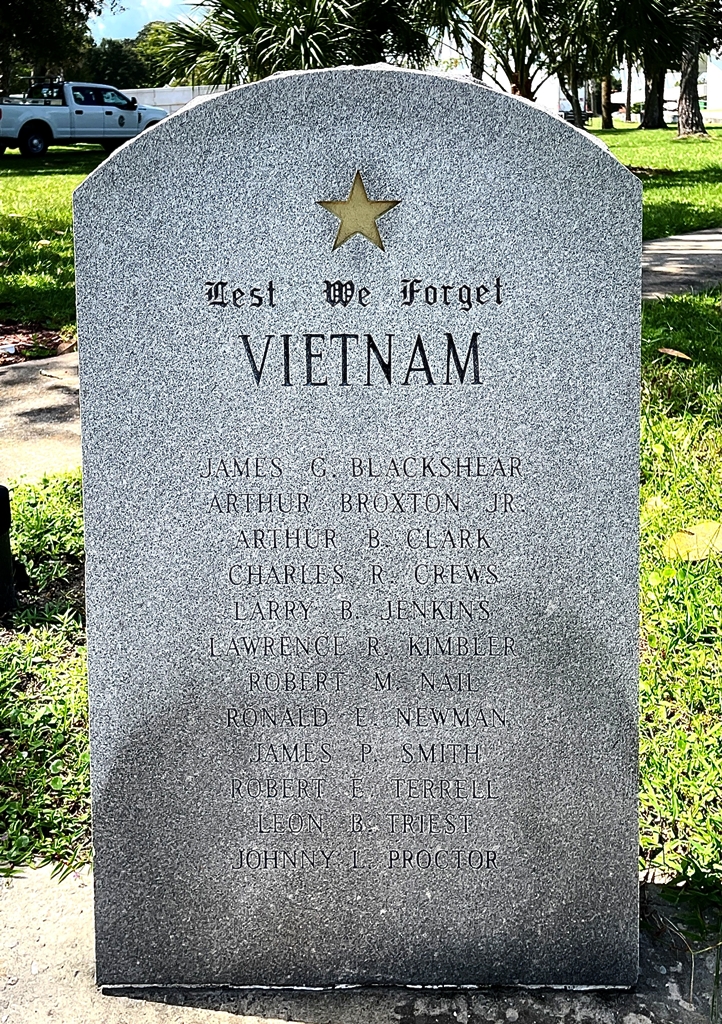 Lest We Forget
VIETNAM
JAMES G. BLACKSHEAR
ARTHUR BROXTON JR.
ARTHUR B. CLARK
CHARLES R. CREWS
LARRY B. JENKINS
LAWRENCE R. KIMBLER
ROBERT M. NAIL
RONALD E. NEWMAN
JAMES P. SMITH
ROBERT E. TERRELL
LEON B. TRIEST
JOHNNY L. PROCTOR